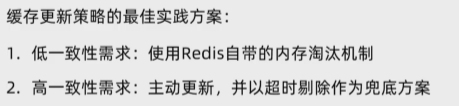 缓存更新策略的最佳实践方案：
1. 低一致性需求：使用Redis自带的内存淘汰机制
2. 高一致性需求：主动更新，并以超时剔除作为兜底方案